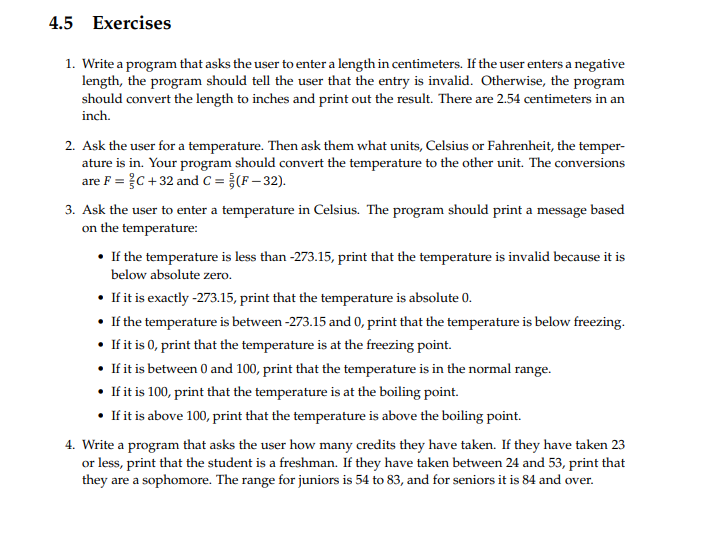 4.5 Exercises
1. Write a program that asks the user to enter a length in centimeters. If the user enters a negative
length, the program should tell the user that the entry is invalid. Otherwise, the program
should convert the length to inches and print out the result. There are 2.54 centimeters in an
inch.
2. Ask the user for a temperature. Then ask them what units, Celsius or Fahrenheit, the temper-
ature is in. Your program should convert the temperature to the other unit. The conversions
are F = 9/5 C + 32 and C = 5/9 (F – 32).
3. Ask the user to enter a temperature in Celsius. The program should print a message based
on the temperature:
• If the temperature is less than -273.15, print that the temperature is invalid because it is
below absolute zero.
• If it is exactly -273.15, print that the temperature is absolute 0.
• If the temperature is between -273.15 and 0, print that the temperature is below freezing.
• If it is 0, print that the temperature is at the freezing point.
• If it is between 0 and 100, print that the temperature is in the normal range.
• If it is 100, print that the temperature is at the boiling point.
• If it is above 100, print that the temperature is above the boiling point.
4. Write a program that asks the user how many credits they have taken. If they have taken 23
or less, print that the student is a freshman. If they have taken between 24 and 53, print that
they are a sophomore. The range for juniors is 54 to 83, and for seniors it is 84 and over.